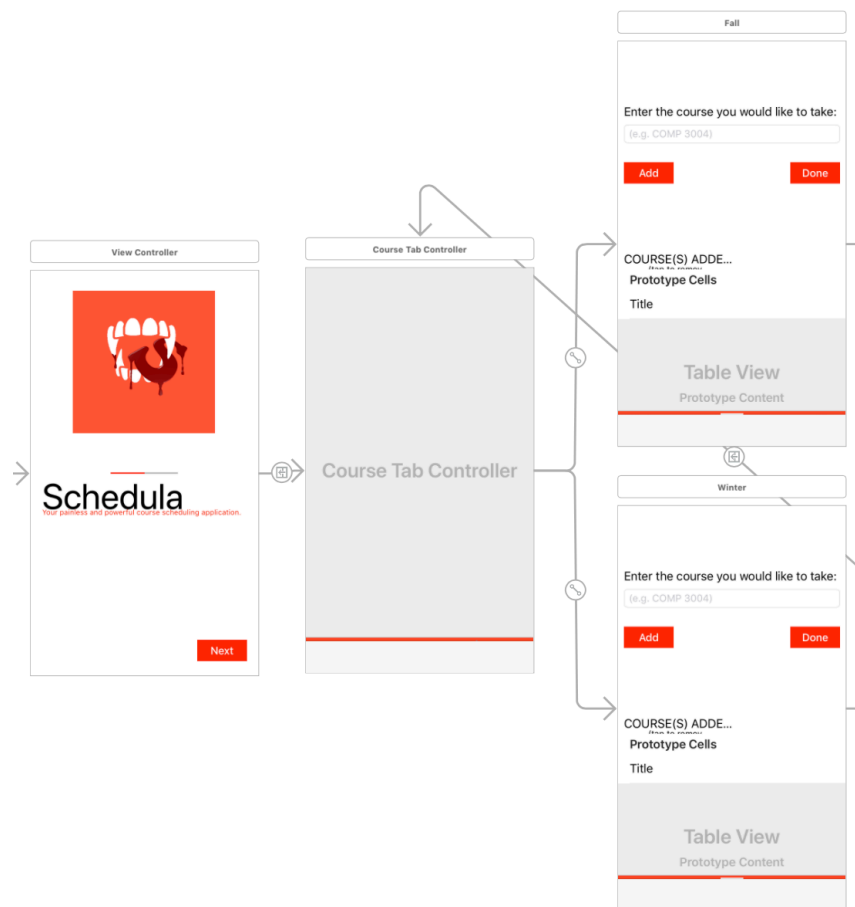 View Controller
Schedula
Your painless and powerful course scheduling application.
Next
Course Tab Controller
Course Tab Controller
Fall
Enter the course you would like to take:
(e.g. COMP 3004)
Add Done
COURSE(S) ADDE...
Prototype Cells
Title
Table View
Prototype Content
Winter
Enter the course you would like to take:
(e.g. COMP 3004)
Add Done
COURSE(S) ADDE...
Prototype Cells
Title
Table View
Prototype Content